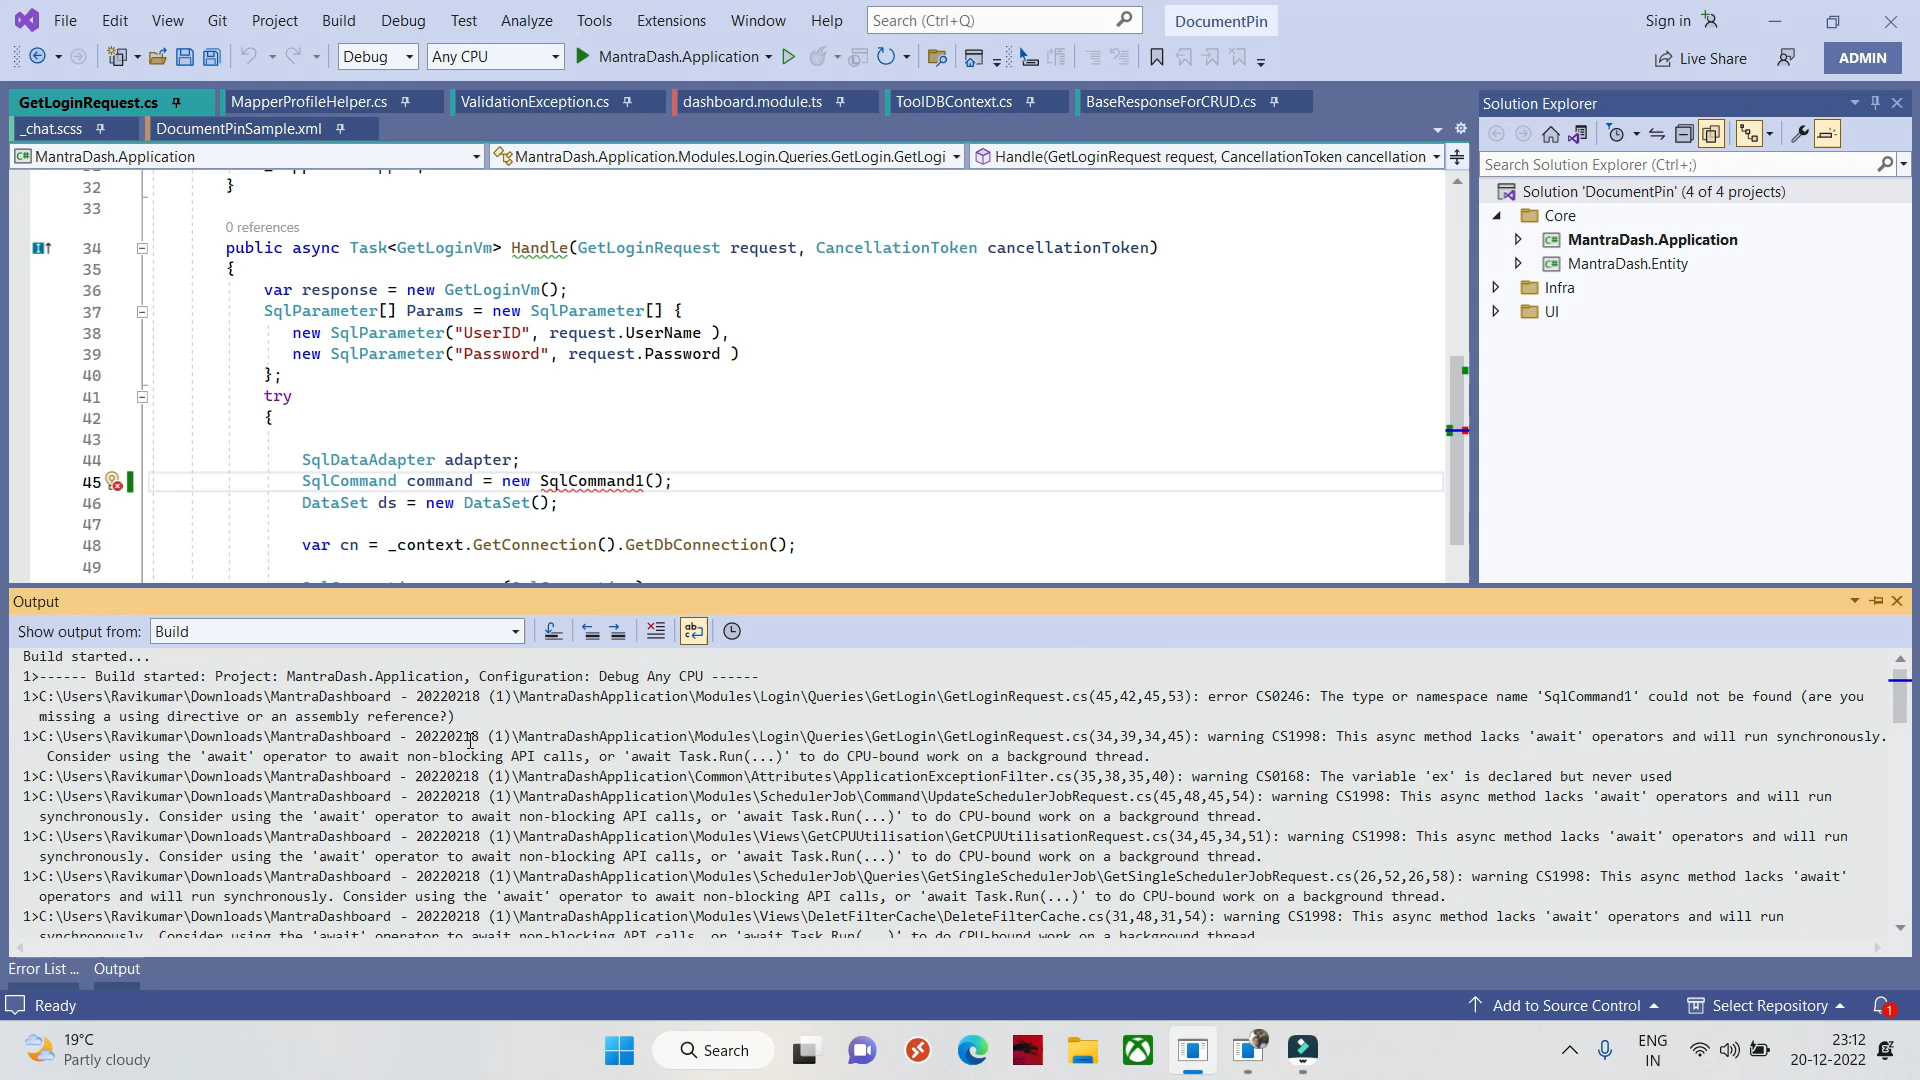 File Edit View Git Project Build Debug Test Analyze Tools Extensions Window Help Search (Ctrl+Q) DocumentPin Sign in
Debug Any CPU MantraDash.Application Live Share ADMIN
GetLoginRequest.cs MapperProfileHelper.cs ValidationException.cs dashboard.module.ts ToolDBContext.cs BaseResponseForCRUD.cs
_chat.scss DocumentPinSample.xml
MantraDash.Application MantraDash.Application.Modules.Login.Queries.GetLogin.GetLogi Handle(GetLoginRequest request, CancellationToken cancellation
32 }
33
0 references
34 public async Task<GetLoginVm> Handle(GetLoginRequest request, CancellationToken cancellationToken)
35 {
36 var response = new GetLoginVm();
37 SqlParameter[] Params = new SqlParameter[] {
38 new SqlParameter("UserID", request.UserName ),
39 new SqlParameter("Password", request.Password )
40 };
41 try
42 {
43
44 SqlDataAdapter adapter;
45 SqlCommand command = new SqlCommand1();
46 DataSet ds = new DataSet();
47
48 var cn = _context.GetConnection().GetDbConnection();
49
Solution Explorer
Search Solution Explorer (Ctrl+;)
Solution 'DocumentPin' (4 of 4 projects)
Core
MantraDash.Application
MantraDash.Entity
Infra
UI
Output
Show output from: Build
Build started...
1>------ Build started: Project: MantraDash.Application, Configuration: Debug Any CPU ------
1>C:\Users\Ravikumar\Downloads\MantraDashboard - 20220218 (1)\MantraDashApplication\Modules\Login\Queries\GetLogin\GetLoginRequest.cs(45,42,45,53): error CS0246: The type or namespace name 'SqlCommand1' could not be found (are you
missing a using directive or an assembly reference?)
1>C:\Users\Ravikumar\Downloads\MantraDashboard - 20220218 (1)\MantraDashApplication\Modules\Login\Queries\GetLogin\GetLoginRequest.cs(34,39,34,45): warning CS1998: This async method lacks 'await' operators and will run synchronously.
Consider using the 'await' operator to await non-blocking API calls, or 'await Task.Run(...)' to do CPU-bound work on a background thread.
1>C:\Users\Ravikumar\Downloads\MantraDashboard - 20220218 (1)\MantraDashApplication\Common\Attributes\ApplicationExceptionFilter.cs(35,38,35,40): warning CS0168: The variable 'ex' is declared but never used
1>C:\Users\Ravikumar\Downloads\MantraDashboard - 20220218 (1)\MantraDashApplication\Modules\SchedulerJob\Command\UpdateSchedulerJobRequest.cs(45,48,45,54): warning CS1998: This async method lacks 'await' operators and will run
synchronously. Consider using the 'await' operator to await non-blocking API calls, or 'await Task.Run(...)' to do CPU-bound work on a background thread.
1>C:\Users\Ravikumar\Downloads\MantraDashboard - 20220218 (1)\MantraDashApplication\Modules\Views\GetCPUUtilisation\GetCPUUtilisationRequest.cs(34,45,34,51): warning CS1998: This async method lacks 'await' operators and will run
synchronously. Consider using the 'await' operator to await non-blocking API calls, or 'await Task.Run(...)' to do CPU-bound work on a background thread.
1>C:\Users\Ravikumar\Downloads\MantraDashboard - 20220218 (1)\MantraDashApplication\Modules\SchedulerJob\Queries\GetSingleSchedulerJob\GetSingleSchedulerJobRequest.cs(26,52,26,58): warning CS1998: This async method lacks 'await'
operators and will run synchronously. Consider using the 'await' operator to await non-blocking API calls, or 'await Task.Run(...)' to do CPU-bound work on a background thread.
1>C:\Users\Ravikumar\Downloads\MantraDashboard - 20220218 (1)\MantraDashApplication\Modules\Views\DeletFilterCache\DeleteFilterCache.cs(31,48,31,54): warning CS1998: This async method lacks 'await' operators and will run
synchronously. Consider using the 'await' operator to await non-blocking API calls, or 'await Task.Run(...)' to do CPU-bound work on a background thread.
Error List ... Output
Ready Add to Source Control Select Repository 1
19°C
Partly cloudy
Search
ENG
IN
23:12
20-12-2022